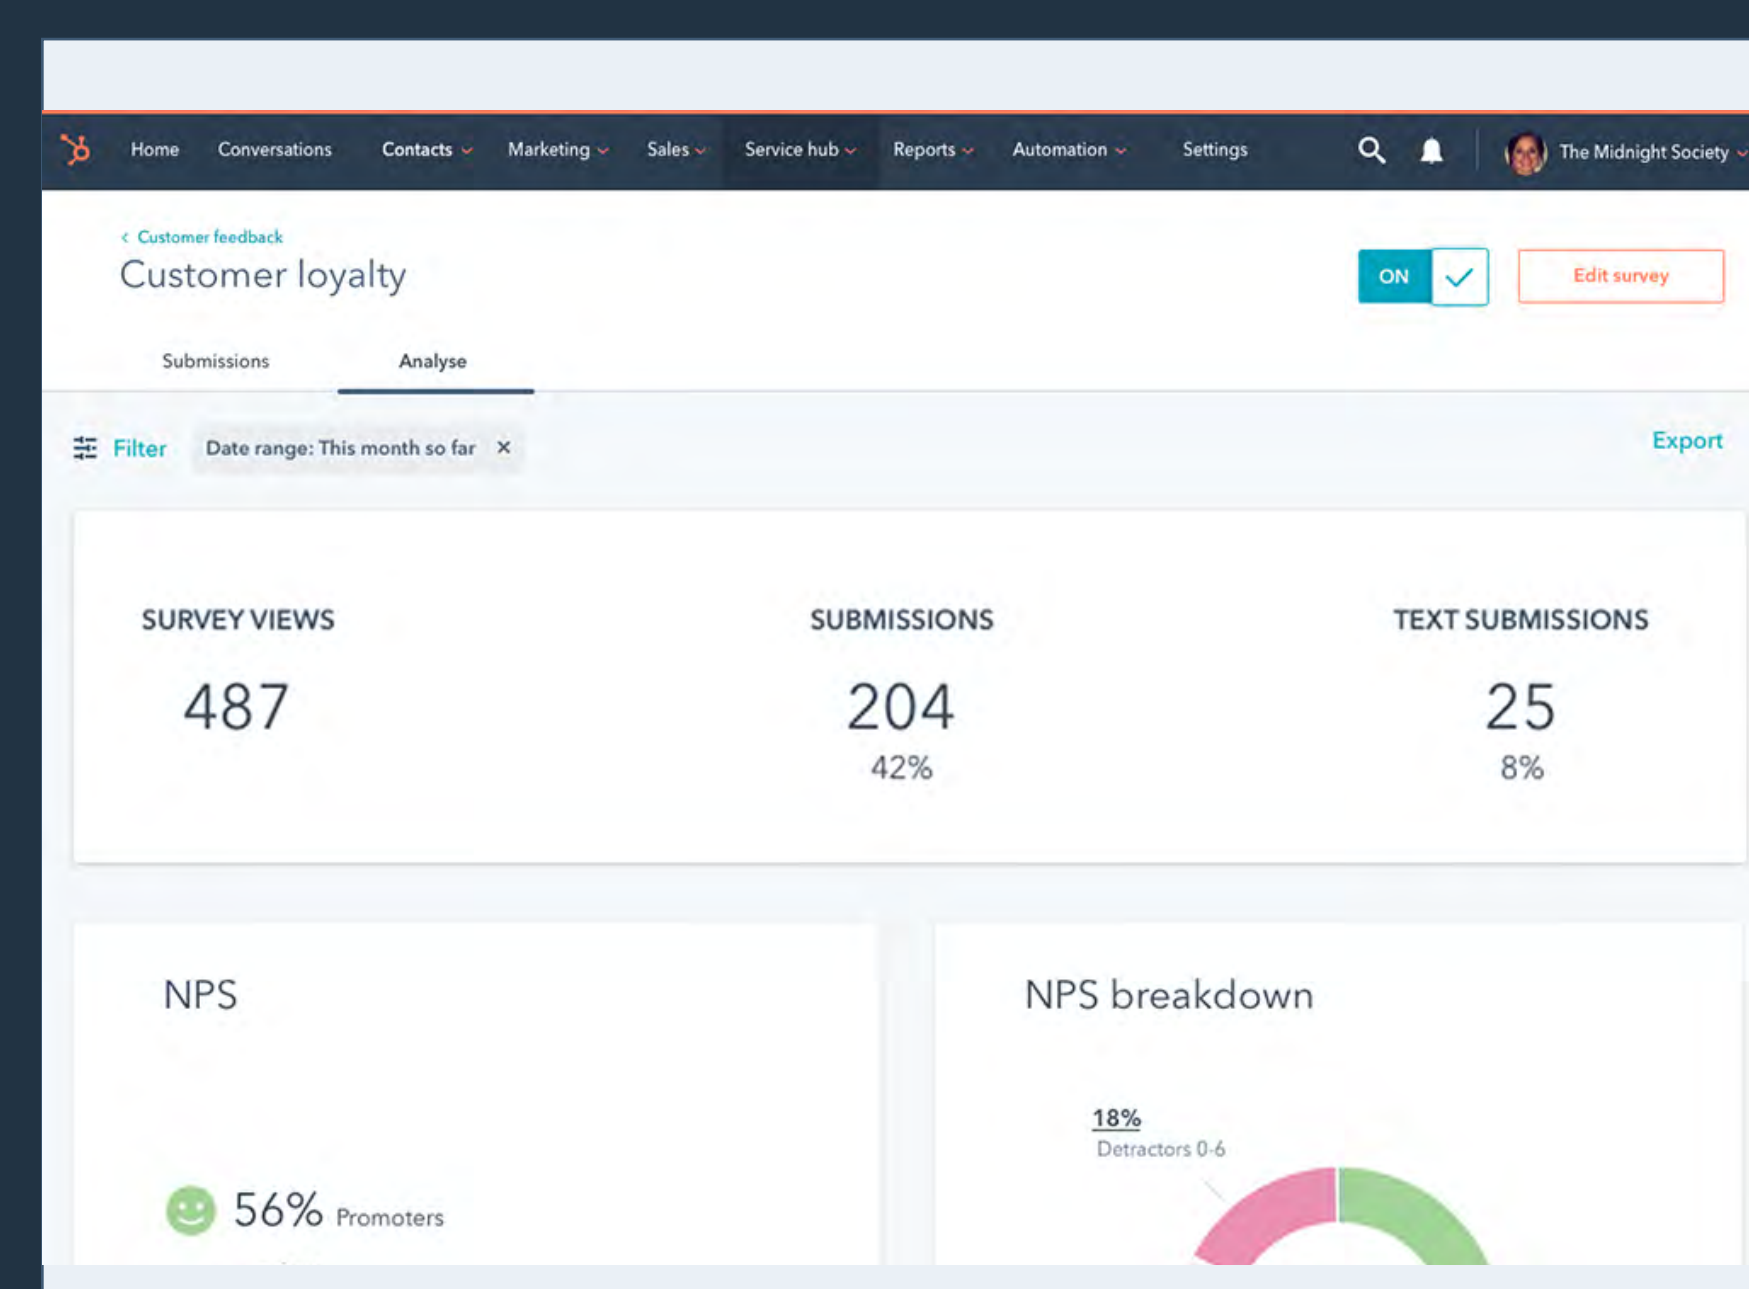 Home Conversations Contacts Marketing Sales Service hub Reports Automation Settings The Midnight Society
Customer feedback
Customer loyalty
ON
Edit survey
Submissions Analyse
Filter Date range: This month so far ×
Export
SURVEY VIEWS SUBMISSIONS TEXT SUBMISSIONS
487 204 25
42% 8%
NPS
NPS breakdown
18%
Detractors 0-6
56% Promoters